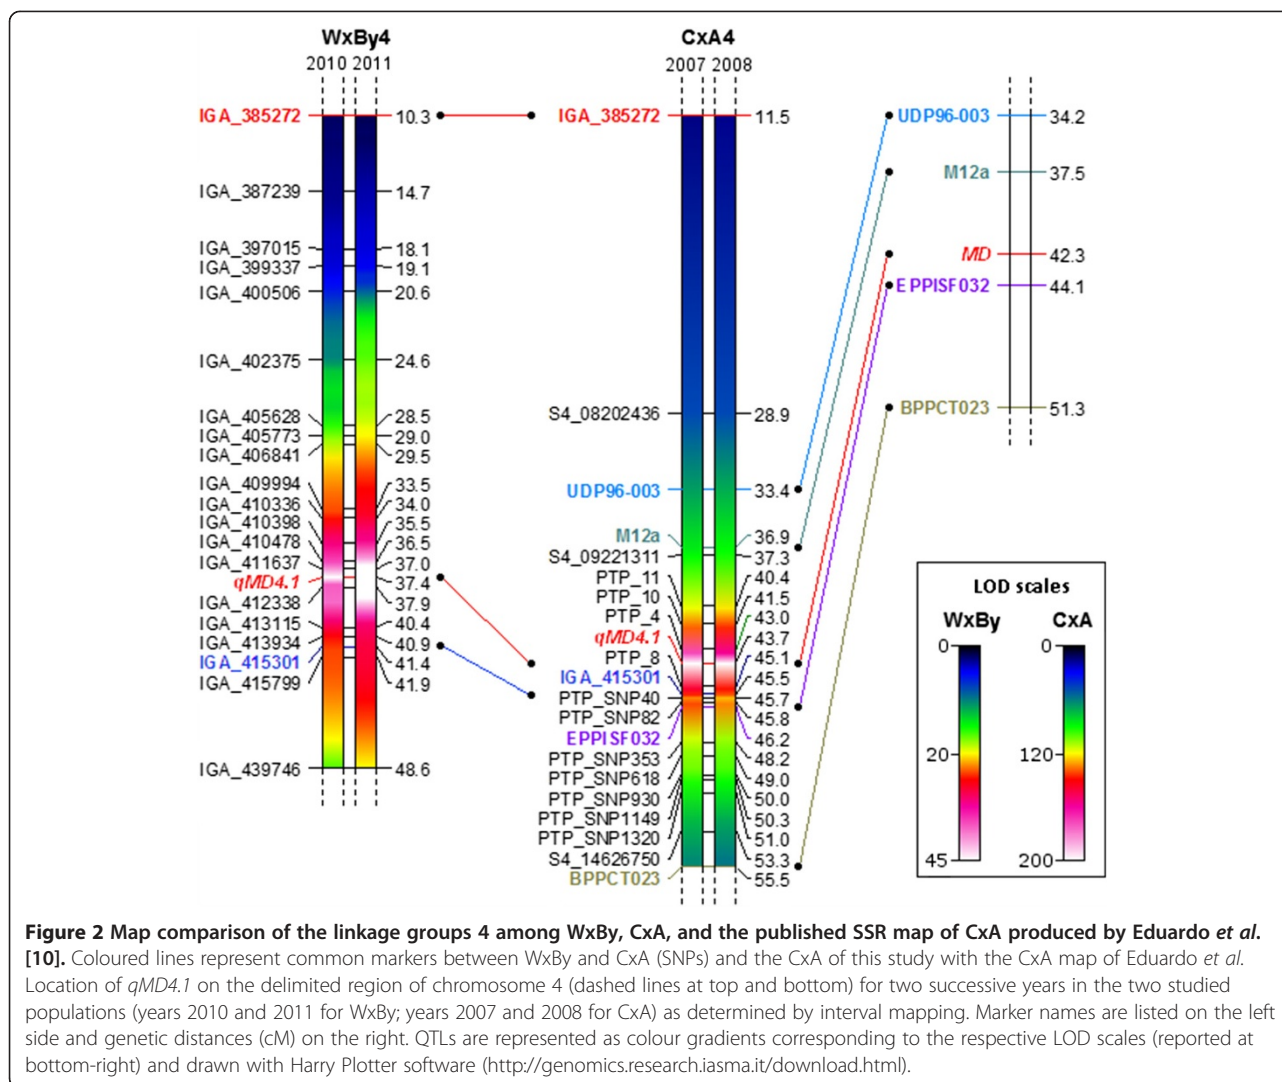 WxBy4
2010 2011
CxA4
2007 2008
IGA_385272 10.3
IGA_387239 14.7
IGA_397015 18.1
IGA_399337 19.1
IGA_400506 20.6
IGA_402375 24.6
IGA_405628 28.5
IGA_405773 29.0
IGA_406841 29.5
IGA_409994 33.5
IGA_410336 34.0
IGA_410398 35.5
IGA_410478 36.5
IGA_411637 37.0
qMD4.1 37.4
IGA_412338 37.9
IGA_413115 40.4
IGA_413934 40.9
IGA_415301 41.4
IGA_415799 41.9
IGA_439746 48.6
IGA_385272 11.5
S4_08202436 28.9
UDP96-003 33.4
M12a 36.9
S4_09221311 37.3
PTP_11 40.4
PTP_10 41.5
PTP_4 43.0
qMD4.1 43.7
PTP_8 45.1
IGA_415301 45.5
PTP_SNP40 45.7
PTP_SNP82 45.8
EPPISF032 46.2
PTP_SNP353 48.2
PTP_SNP618 49.0
PTP_SNP930 50.0
PTP_SNP1149 50.3
PTP_SNP1320 51.0
S4_14626750 53.3
BPPCT023 55.5
UDP96-003 34.2
M12a 37.5
MD 42.3
EPPISF032 44.1
BPPCT023 51.3
LOD scales
WxBy CxA
0 0
20 120
45 200
Figure 2 Map comparison of the linkage groups 4 among WxBy, CxA, and the published SSR map of CxA produced by Eduardo et al.
[10]. Coloured lines represent common markers between WxBy and CxA (SNPs) and the CxA of this study with the CxA map of Eduardo et al.
Location of qMD4.1 on the delimited region of chromosome 4 (dashed lines at top and bottom) for two successive years in the two studied
populations (years 2010 and 2011 for WxBy; years 2007 and 2008 for CxA) as determined by interval mapping. Marker names are listed on the left
side and genetic distances (cM) on the right. QTLs are represented as colour gradients corresponding to the respective LOD scales (reported at
bottom-right) and drawn with Harry Plotter software (http://genomics.research.iasma.it/download.html).